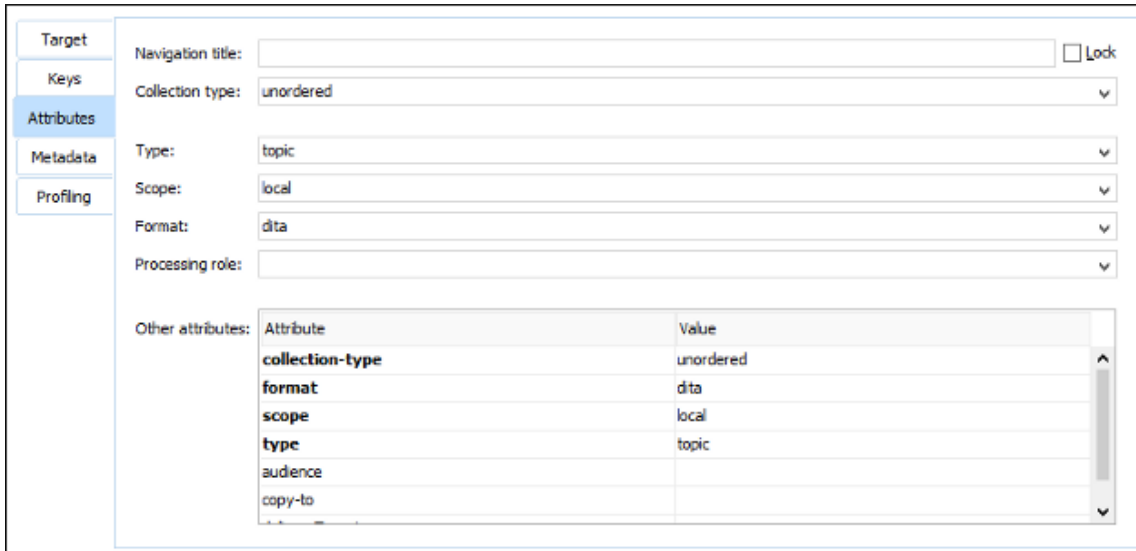 Target
Keys
Attributes
Metadata
Profiling
Navigation title: Lock
Collection type: unordered
Type: topic
Scope: local
Format: dita
Processing role:
Other attributes: Attribute Value
collection-type unordered
format dita
scope local
type topic
audience
copy-to